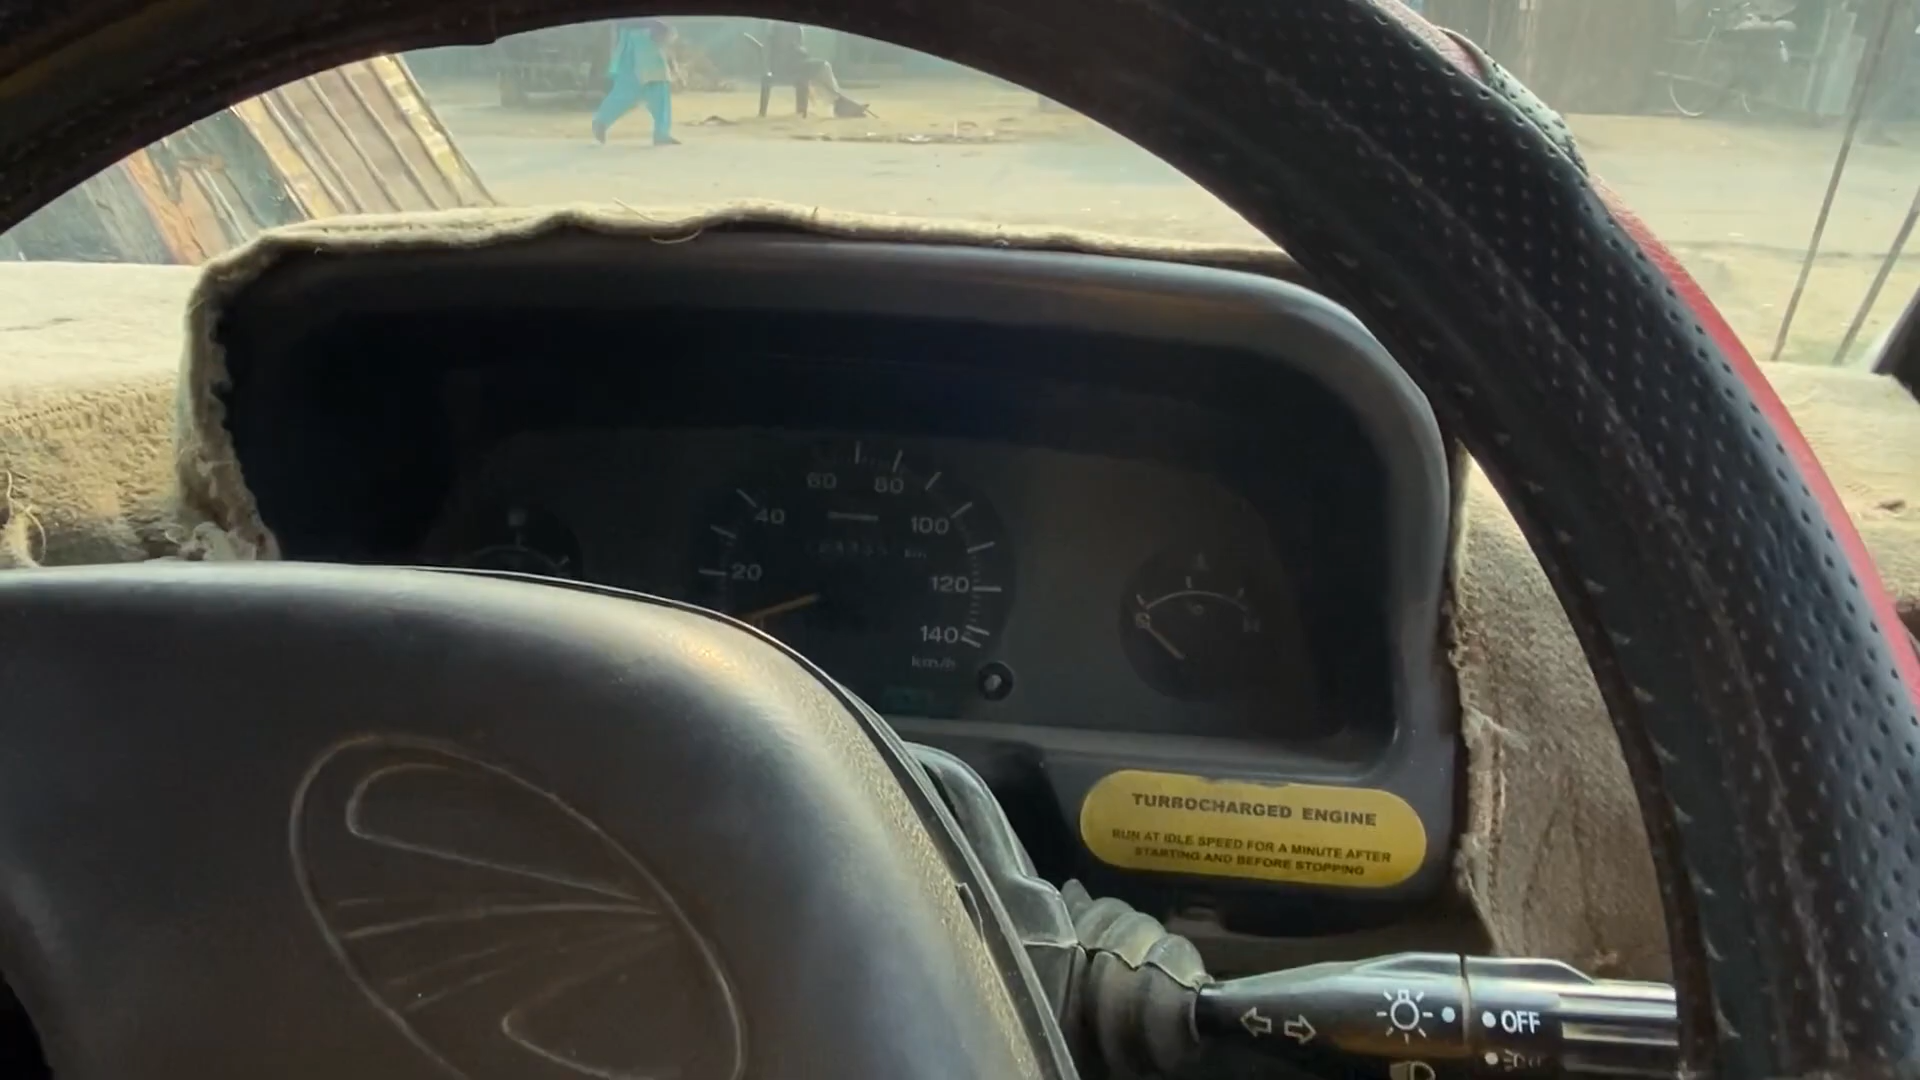 60 80
40 100
20 120
140
km/h
TURBOCHARGED ENGINE
RUN AT IDLE SPEED FOR A MINUTE AFTER
STARTING AND BEFORE STOPPING
OFF